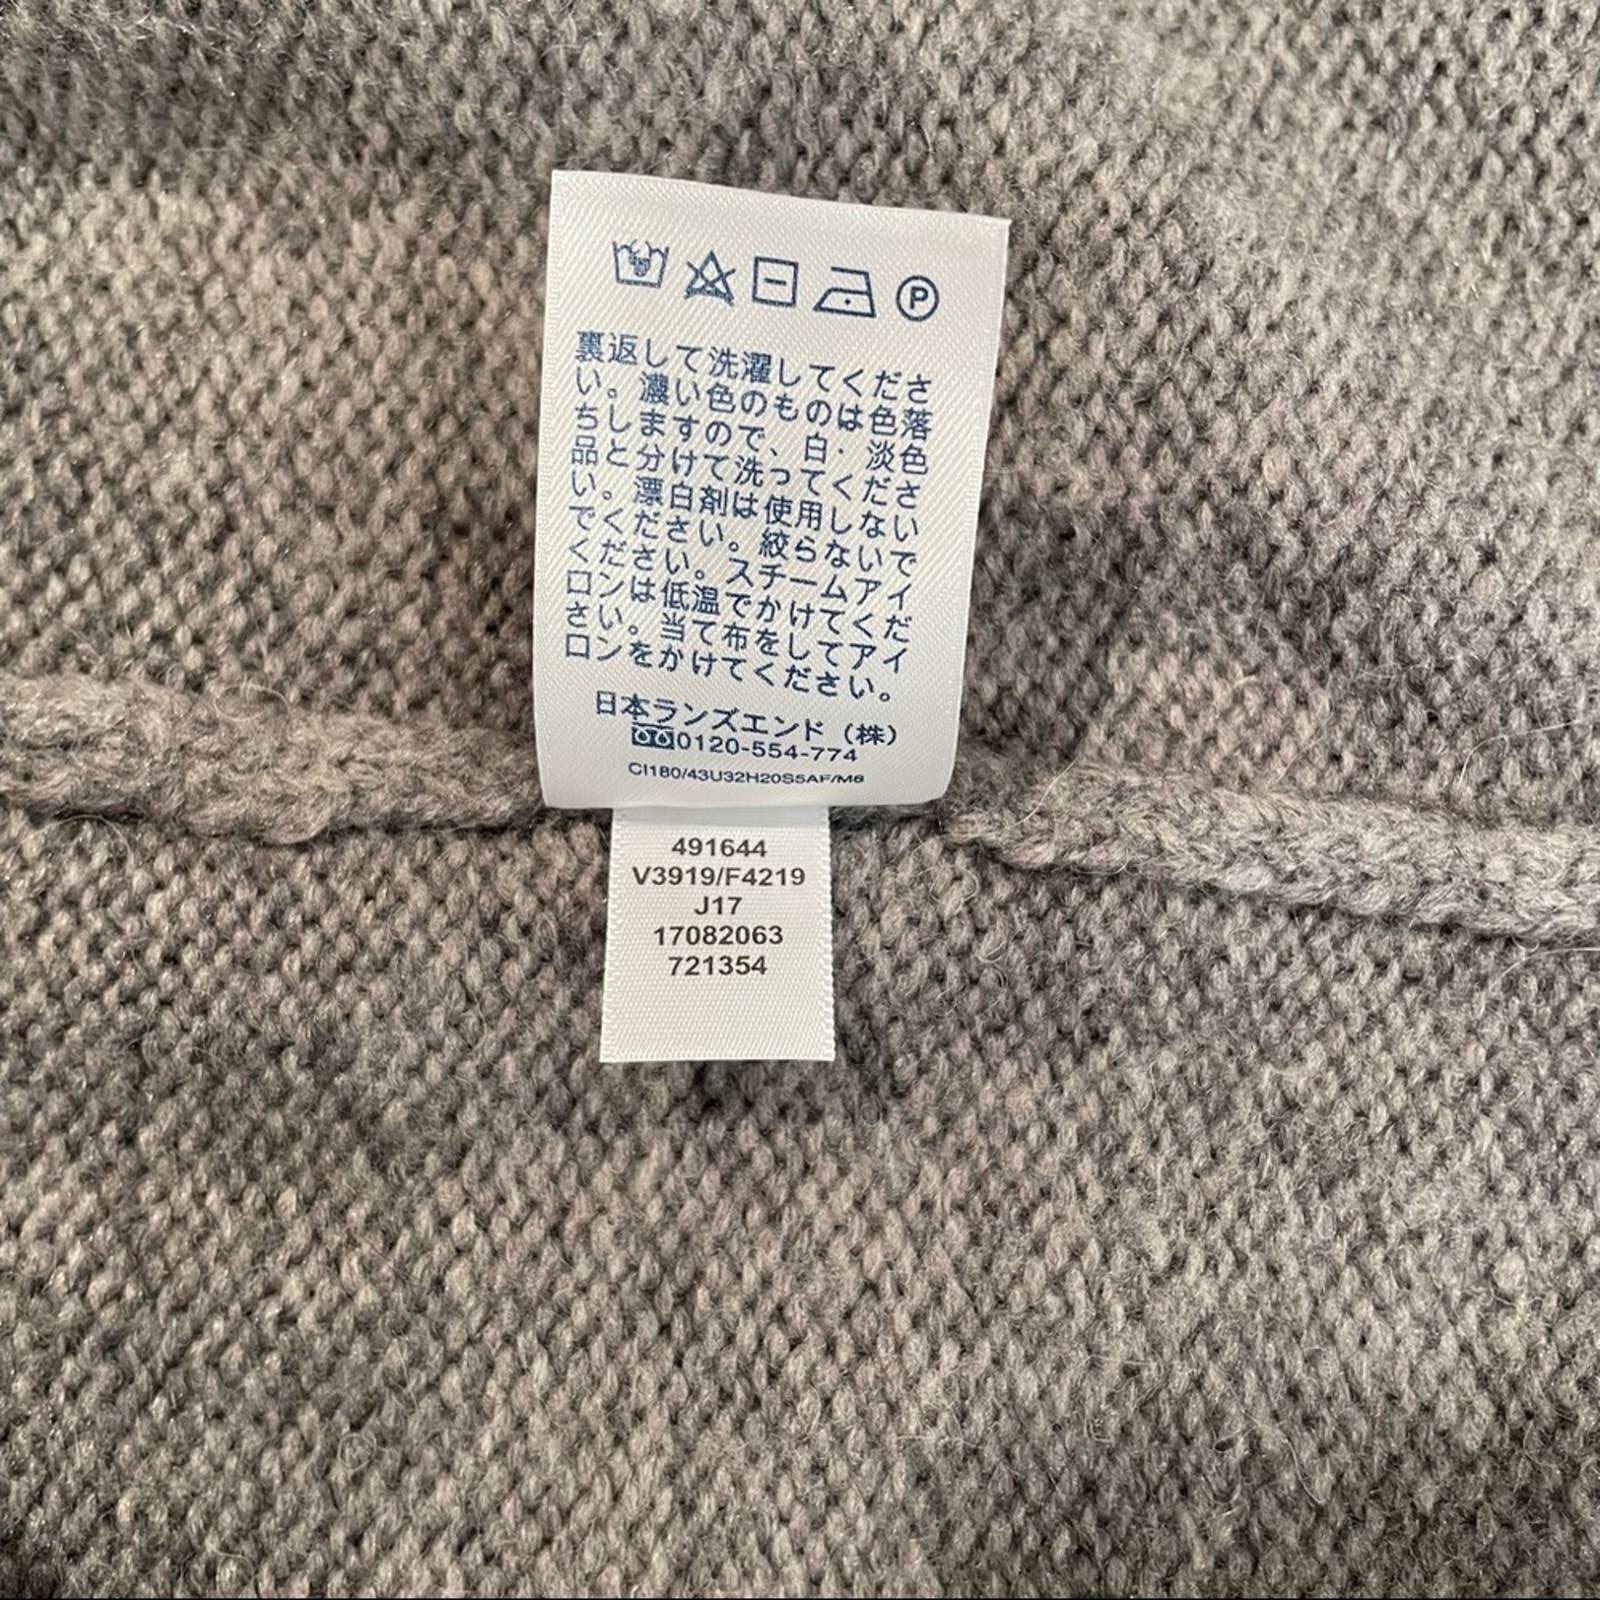 P
裏返して洗濯してくださ
い。濃い色のものは色落
ちしますので、白・淡色
品と分けて洗ってくださ
い。漂白剤は使用しない
でください。絞らないで
ください。スチームアイ
ロンは低温でかけてくだ
さい。当て布をしてアイ
ロンをかけてください。
日本ランズエンド（株）
0120-554-774
CI180/43U32H20S5AF/M6
491644
V3919/F4219
J17
17082063
721354